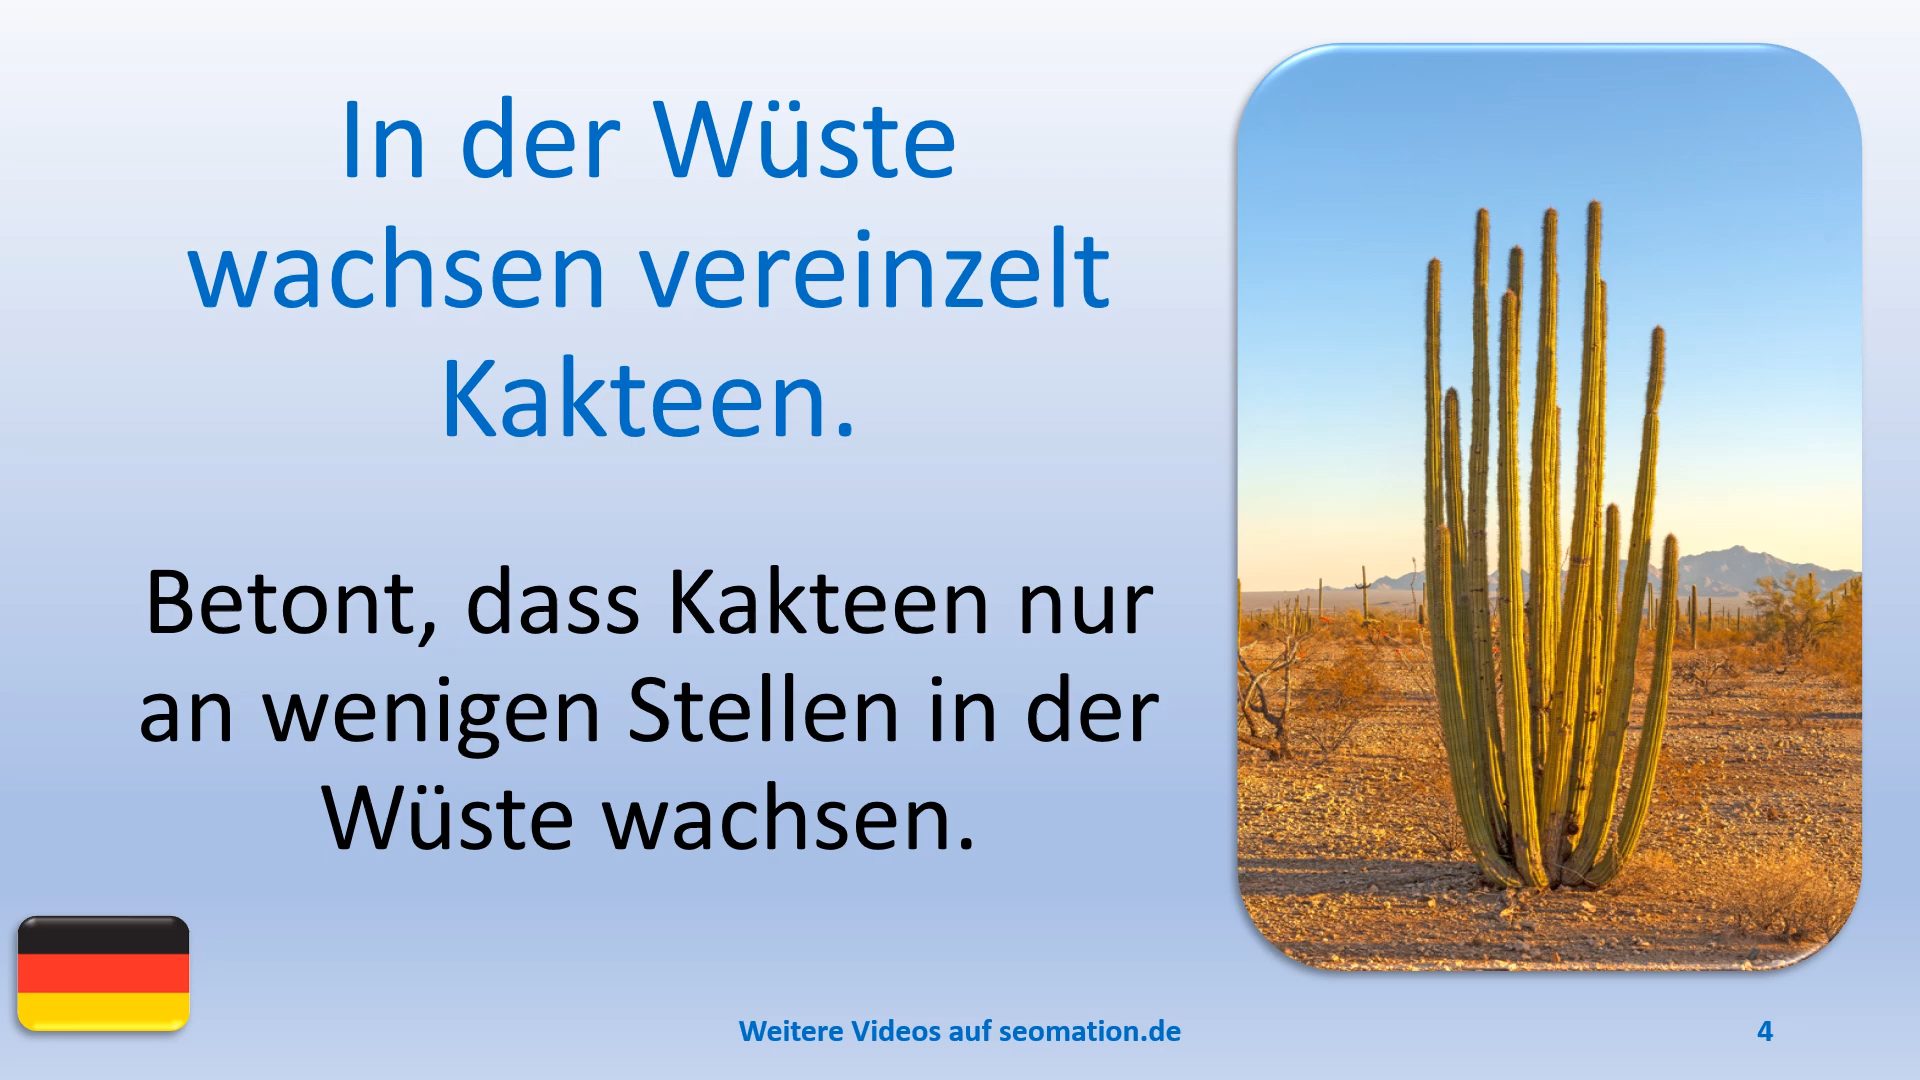 In der Wüste
wachsen vereinzelt
Kakteen.
Betont, dass Kakteen nur
an wenigen Stellen in der
Wüste wachsen.
Weitere Videos auf seomation.de
4